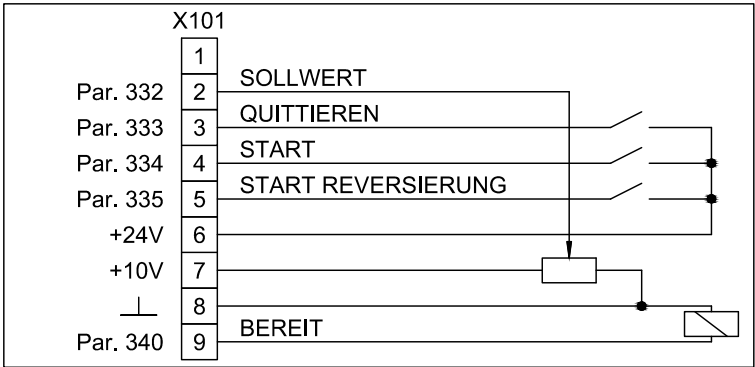 X101
1
Par. 332 2 SOLLWERT
Par. 333 3 QUITTIEREN
Par. 334 4 START
Par. 335 5 START REVERSIERUNG
+24V 6
+10V 7
8
Par. 340 9 BEREIT